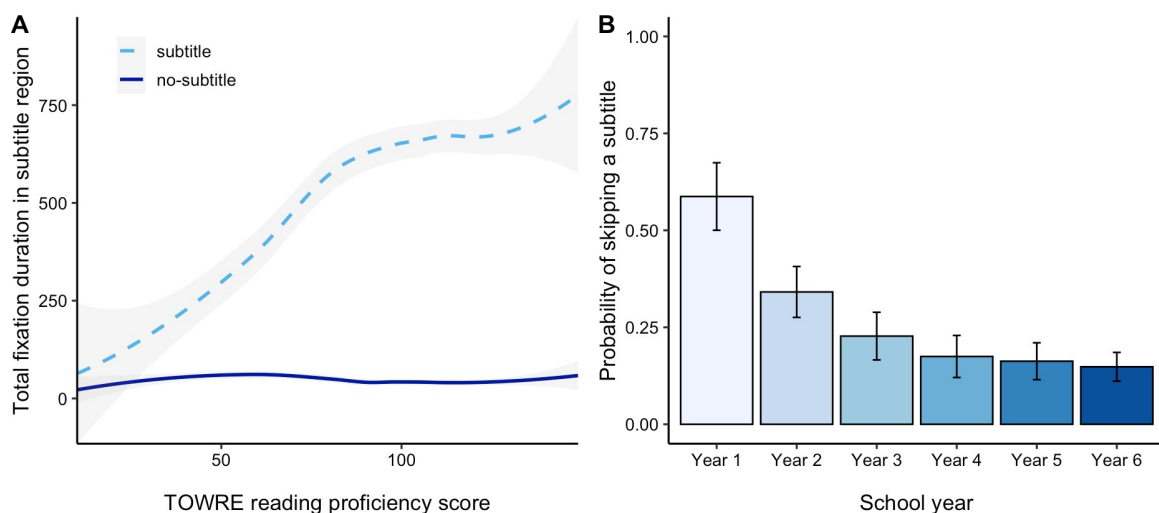 A
Total fixation duration in subtitle region
subtitle
no-subtitle
750
500
250
0
50
100
TOWRE reading proficiency score
B
Probability of skipping a subtitle
1.00
0.75
0.50
0.25
0.00
Year 1 Year 2 Year 3 Year 4 Year 5 Year 6
School year